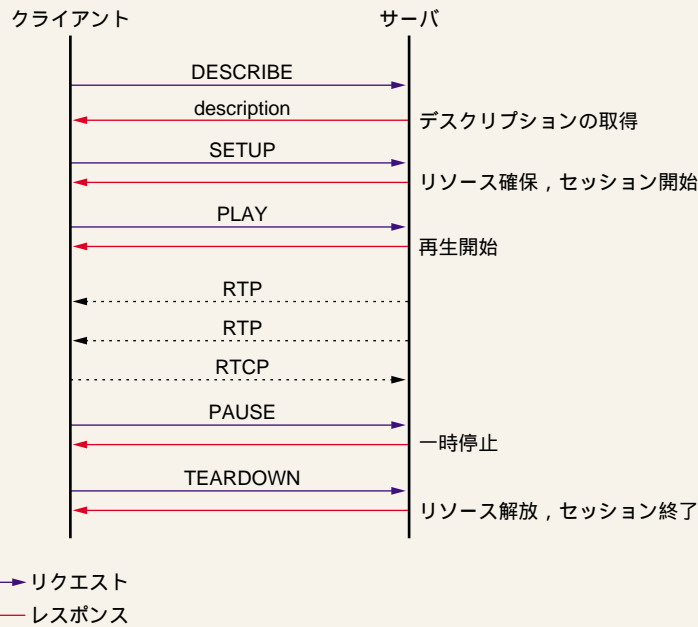 クライアント
サーバ
DESCRIBE
description
デスクリプションの取得
SETUP
リソース確保，セッション開始
PLAY
再生開始
RTP
RTP
RTCP
PAUSE
一時停止
TEARDOWN
リソース解放，セッション終了
リクエスト
レスポンス